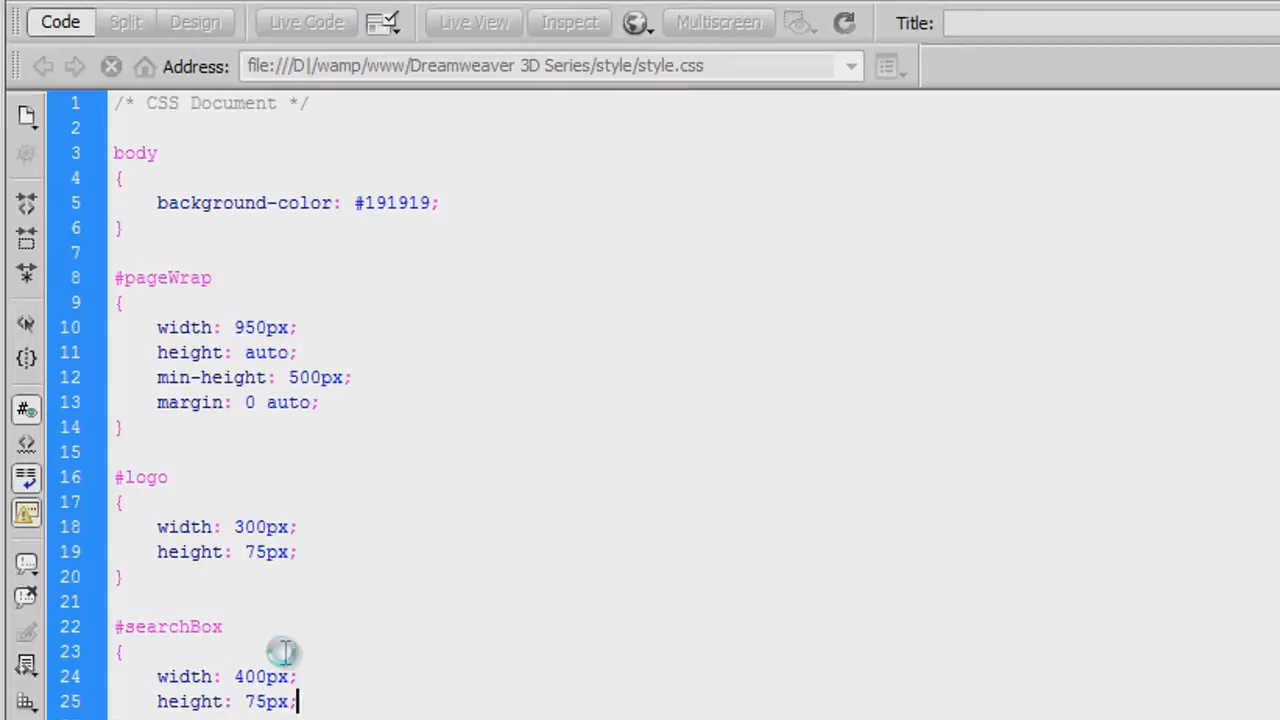 Code Split Design Live Code Live View Inspect Multiscreen Title:
Address: file:///D|/wamp/www/Dreamweaver 3D Series/style/style.css
1 /* CSS Document */
2
3 body
4 {
5 background-color: #191919;
6 }
7
8 #pageWrap
9 {
10 width: 950px;
11 height: auto;
12 min-height: 500px;
13 margin: 0 auto;
14 }
15
16 #logo
17 {
18 width: 300px;
19 height: 75px;
20 }
21
22 #searchBox
23 {
24 width: 400px;
25 height: 75px;